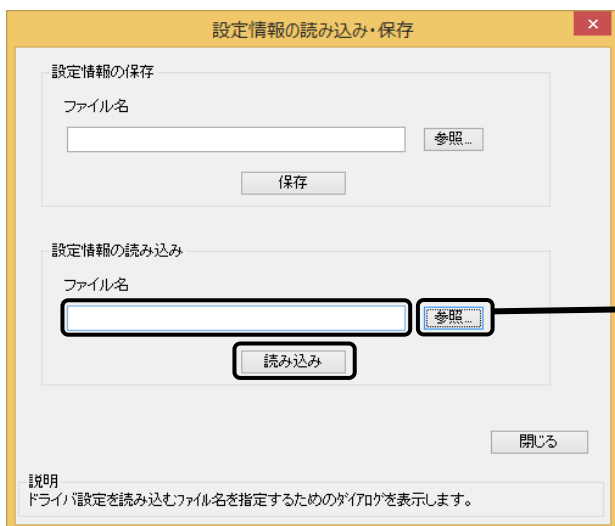 設定情報の読み込み・保存
設定情報の保存
ファイル名
参照...
保存
設定情報の読み込み
ファイル名
参照...
読み込み
閉じる
説明
ドライバ設定を読み込むファイル名を指定するためのダイアログを表示します。